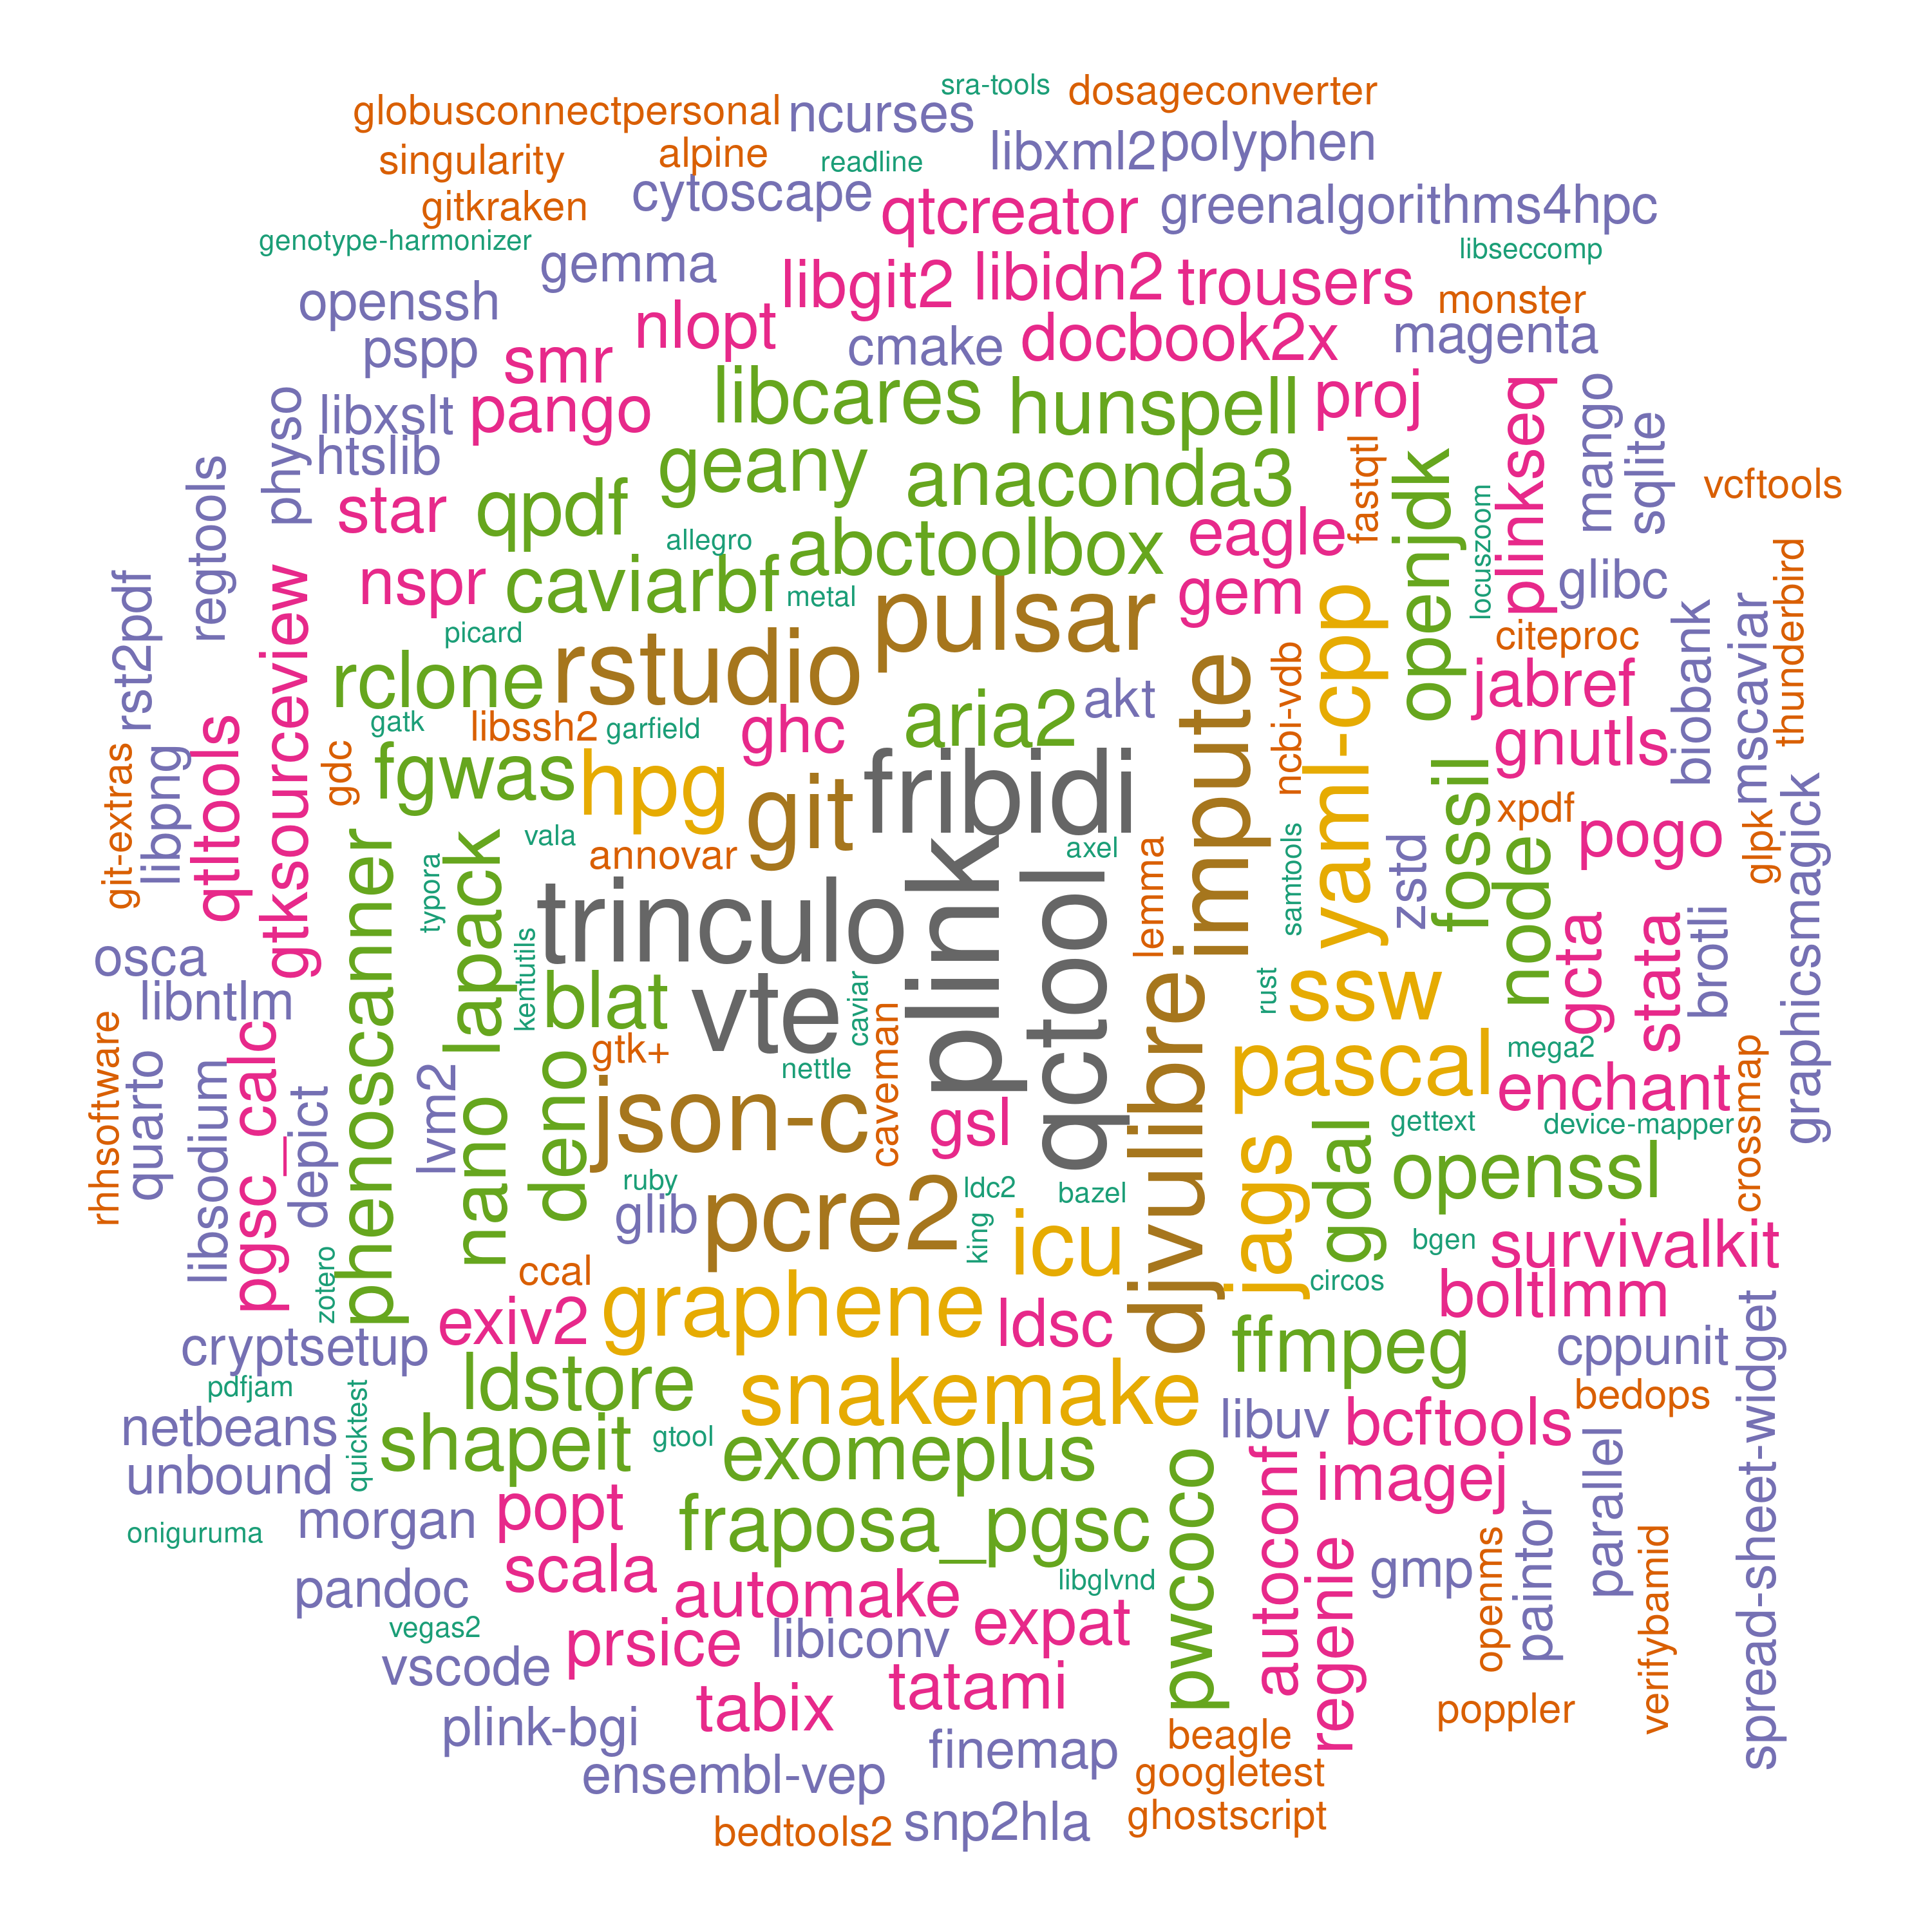 sra-tools
dosageconverter
globusconnectpersonal
ncurses
libxml2
polyphen
singularity
alpine
readline
cytoscape
gitkraken
qtcreator
greenalgorithms4hpc
genotype-harmonizer
gemma
libgit2
libidn2
trousers
libseccomp
openssh
nlopt
monster
pspp
smr
cmake
docbook2x
magenta
physo
libxslt
pango
libcares
hunspell
proj
plinkseq
mango
sqlite
htslib
regtools
star
qpdf
geany
anaconda3
fastqtl
openjdk
locuszoom
vcftools
allegro
abctoolbox
eagle
rst2pdf
gtksourceview
nspr
caviarbf
metal
pulsar
gem
yaml-cpp
glibc
biobank
mscaviar
thunderbird
picard
citeproc
rclone
rstudio
impute
ncbi-vdb
jabref
qtltools
gatk
libssh2
garfield
ghc
aria2
akt
gnutls
git-extras
libpng
gdc
fgwas
hpg
git
fribidi
fossil
xpdf
pogo
glpk
graphicsmagick
phenoscanner
typora
lapack
vala
annovar
axel
lemma
samtools
zstd
node
trinculo
plink
qctool
osca
libntlm
kentutils
blat
vte
caviar
djvulibre
rust
ssw
gcta
stata
brotli
rhhsoftware
quarto
libsodium
pgsc_calc
depict
lvm2
nano
deno
gtk+
nettle
caveman
pascal
mega2
enchant
crossmap
json-c
gsl
jags
gdal
gettext
device-mapper
openssl
ruby
glib
pcre2
ldc2
king
bazel
icu
bgen
survivalkit
zotero
ccal
circos
boltlmm
cryptsetup
exiv2
graphene
ldsc
ffmpeg
cppunit
spread-sheet-widget
pdfjam
quicktest
ldstore
snakemake
bedops
netbeans
shapeit
gtool
exomeplus
libuv
bcftools
unbound
pwcoco
autoconf
imagej
parallel
oniguruma
morgan
popt
fraposa_pgsc
regenie
gmp
openms
paintor
verifybamid
pandoc
scala
automake
libglvnd
vegas2
expat
vscode
prsice
libiconv
tatami
plink-bgi
tabix
poppler
beagle
finemap
ensembl-vep
googletest
bedtools2
snp2hla
ghostscript